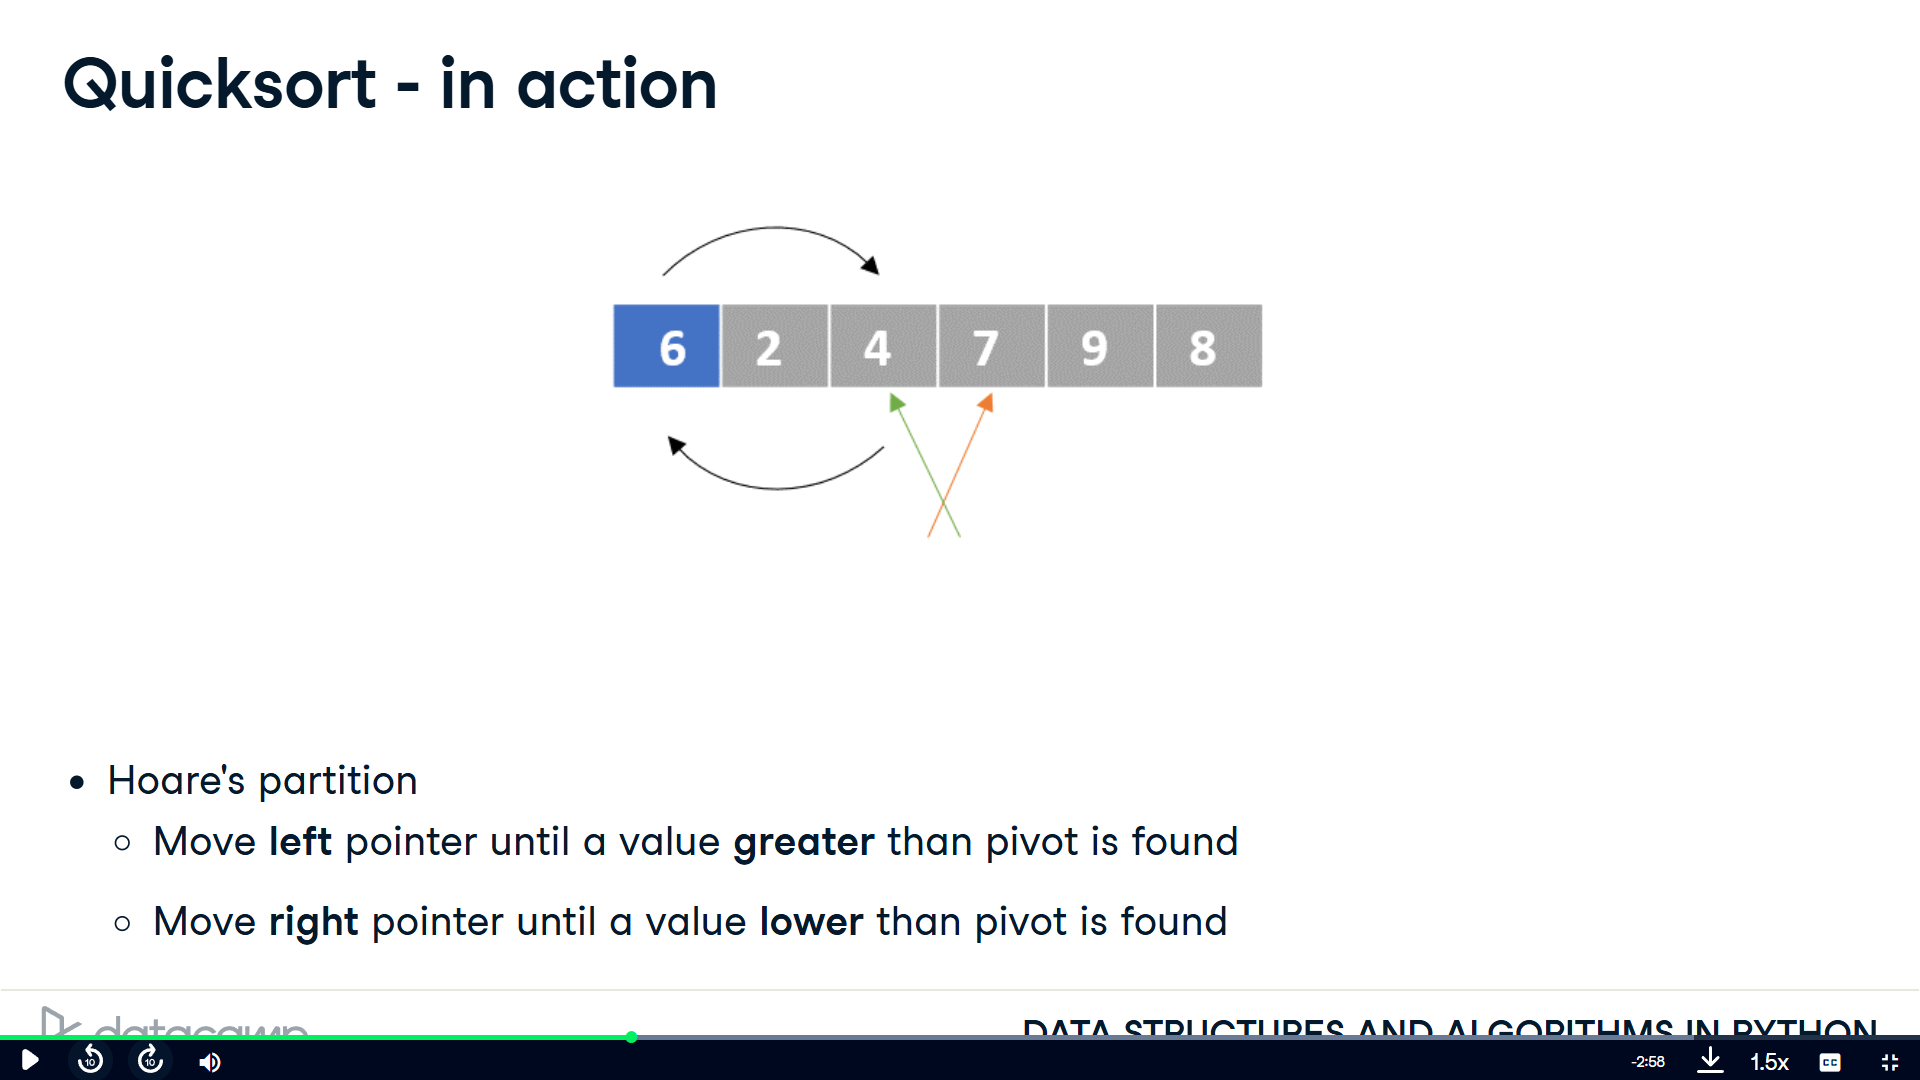 Quicksort - in action
6 2 4 7 9 8
• Hoare's partition
○ Move left pointer until a value greater than pivot is found
○ Move right pointer until a value lower than pivot is found
datacamp
DATA STRUCTURES AND ALGORITHMS IN PYTHON
10 10 -2:58 1.5x CC